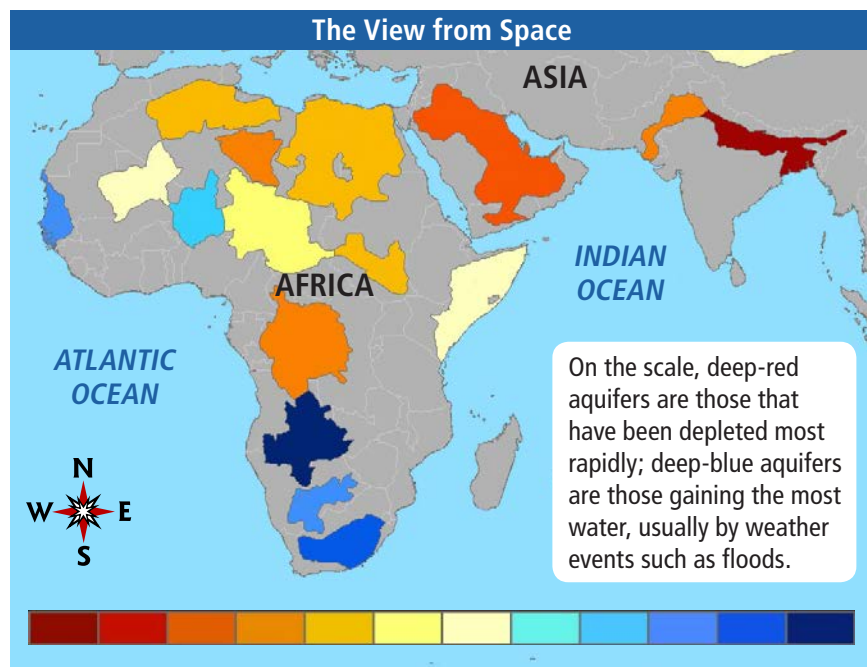 The View from Space
ASIA
INDIAN
OCEAN
AFRICA
ATLANTIC
OCEAN
On the scale, deep-red
aquifers are those that
have been depleted most
rapidly; deep-blue aquifers
are those gaining the most
water, usually by weather
events such as floods.
N
W E
S